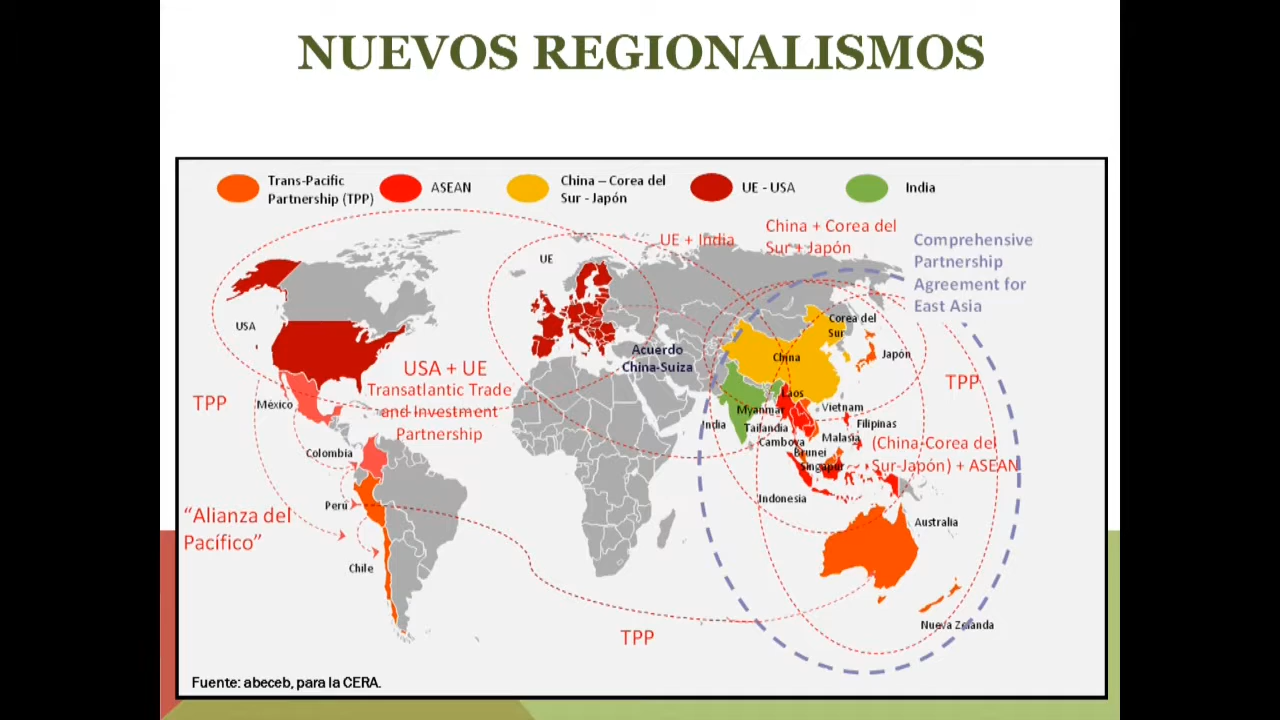 NUEVOS REGIONALISMOS
Trans-Pacific
Partnership (TPP)
ASEAN
China – Corea del
Sur - Japón
UE - USA
India
UE + India
China + Corea del
Sur + Japón
Comprehensive
Partnership
Agreement for
East Asia
UE
USA
Corea del
Sur
Japón
China
Acuerdo
China-Suiza
USA + UE
Transatlantic Trade
and Investment
Partnership
TPP
TPP
México
Laos
Myanmar
Vietnam
India
Tailandia
Filipinas
Camboya
Malasia
Brunei
Singapur
(China-Corea del
Sur-Japón) + ASEAN
Colombia
Indonesia
Perú
"Alianza del
Pacífico"
Australia
Chile
Nueva Zelanda
TPP
Fuente: abeceb, para la CERA.